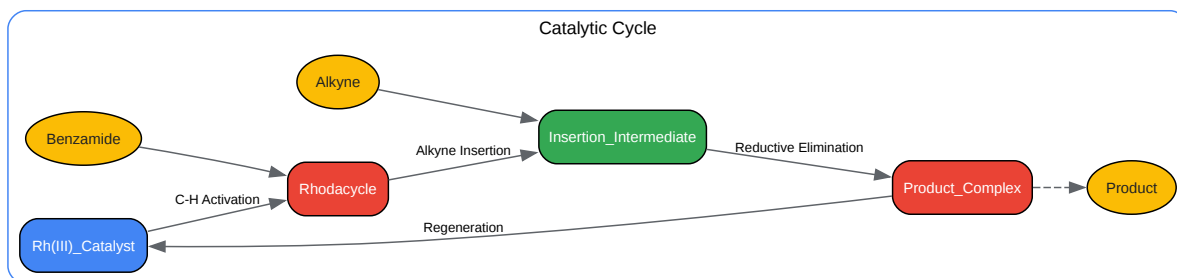 Catalytic Cycle
Alkyne
Benzamide
Insertion_Intermediate
Alkyne Insertion
Reductive Elimination
Rhodacycle
Product_Complex
Product
C-H Activation
Regeneration
Rh(III)_Catalyst